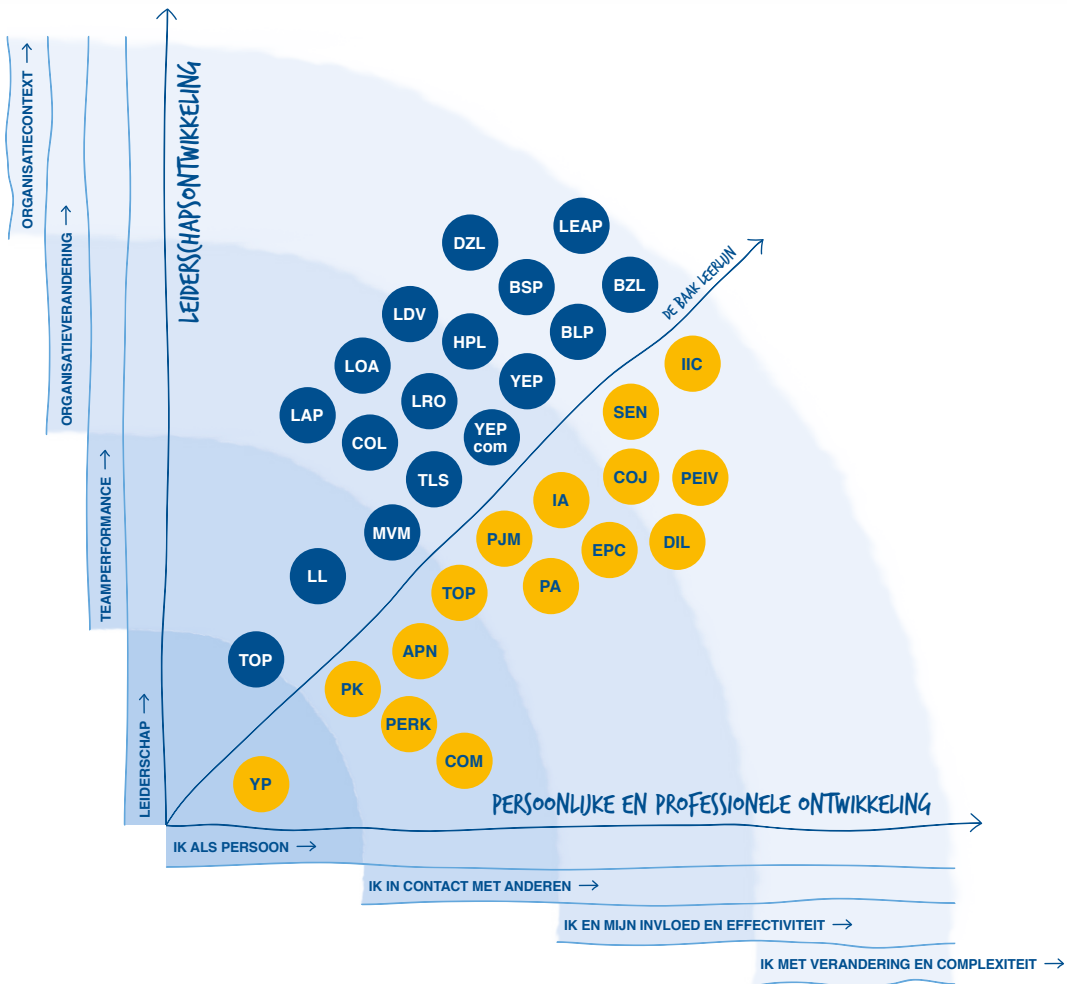 ORGANISATIECONTEXT →
ORGANISATIEVERANDERING →
TEAMPERFORMANCE →
LEIDERSCHAP →
LEIDERSCHAPSONTWIKKELING
DE BAAK LEERLIJN
LEAP
DZL
BSP
BZL
LDV
BLP
HPL
LOA
YEP
LRO
LAP
COL
YEP
com
TLS
MVM
LL
TOP
IIC
SEN
COJ
PEIV
IA
PJM
EPC
DIL
PA
TOP
APN
PK
PERK
COM
YP
PERSOONLIJKE EN PROFESSIONELE ONTWIKKELING
IK ALS PERSOON →
IK IN CONTACT MET ANDEREN →
IK EN MIJN INVLOED EN EFFECTIVITEIT →
IK MET VERANDERING EN COMPLEXITEIT →